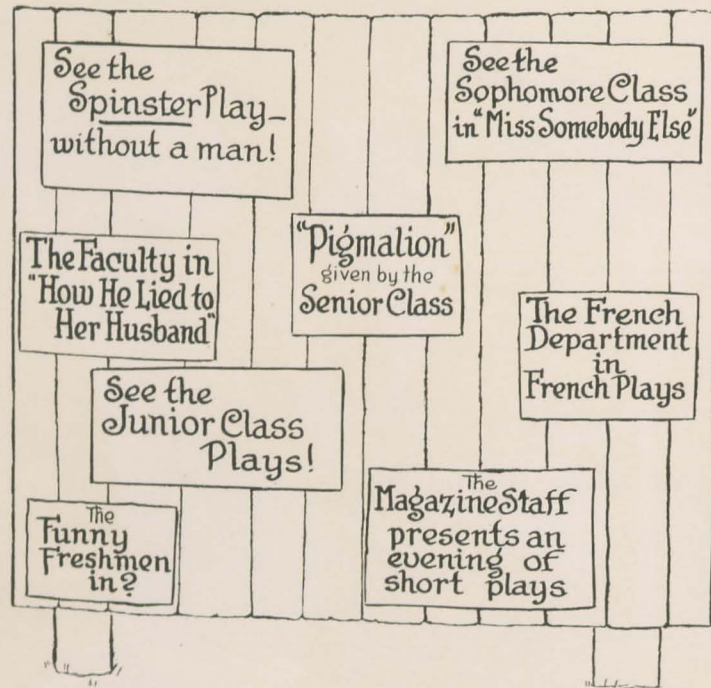 See the
Spinster Play—
without a man!
See the
Sophomore Class
in "Miss Somebody Else"
The Faculty in
"How He Lied to
Her Husband"
"Pigmalion"
given by the
Senior Class
The French
Department
in
French Plays
See the
Junior Class
Plays!
The
Funny
Freshmen
in?
The
Magazine Staff
presents an
evening of
short plays